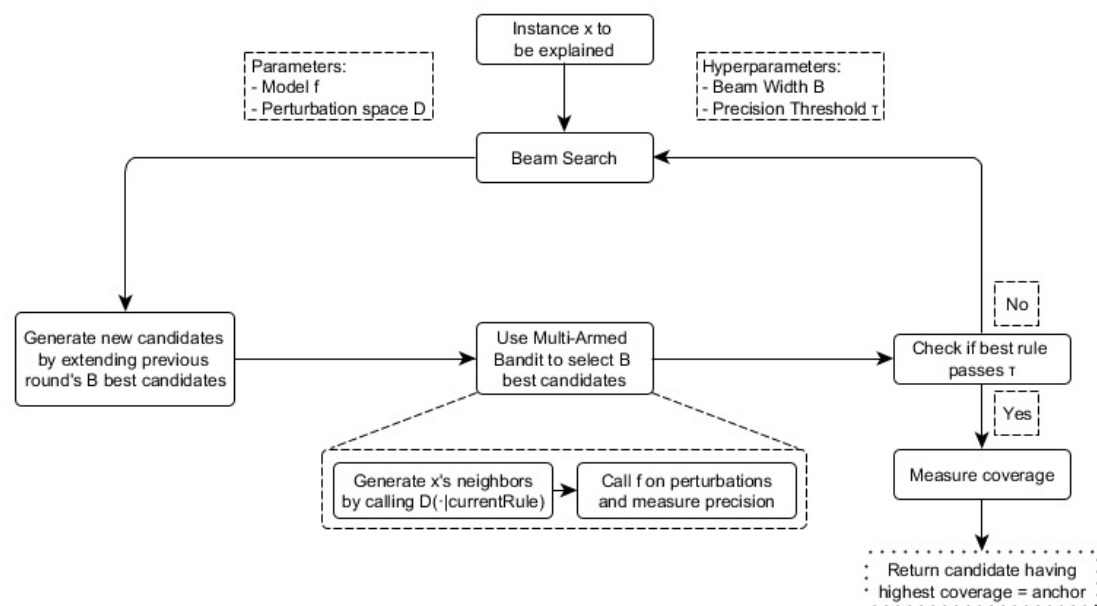 Instance x to
be explained
Parameters:
- Model f
- Perturbation space D
Hyperparameters:
- Beam Width B
- Precision Threshold τ
Beam Search
No
Generate new candidates
by extending previous
round's B best candidates
Use Multi-Armed
Bandit to select B
best candidates
Check if best rule
passes τ
Yes
Generate x's neighbors
by calling D(·|currentRule)
Call f on perturbations
and measure precision
Measure coverage
Return candidate having
highest coverage = anchor